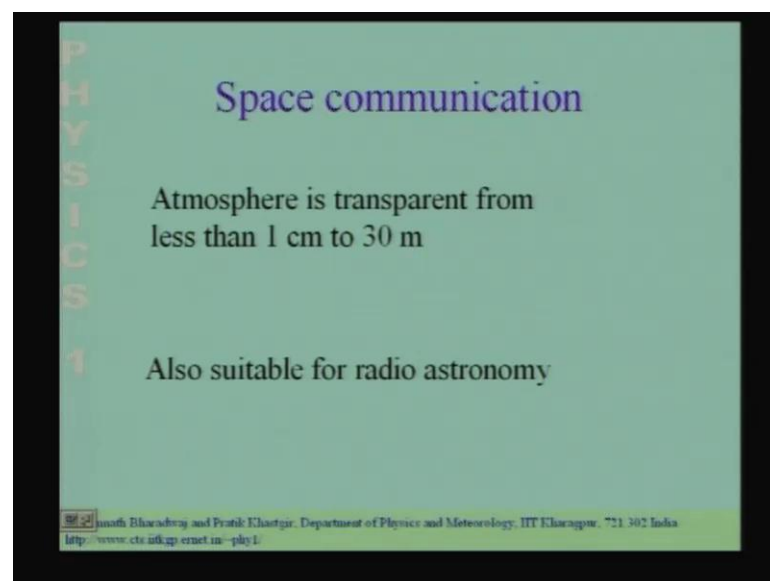 PHYSICS 1
Space communication
Atmosphere is transparent from
less than 1 cm to 30 m
Also suitable for radio astronomy
Bharadwaj and Pratik Khastgir, Department of Physics and Meteorology, IIT Kharagpur, 721 302 India
http://www.cts.iitkgp.ernet.in/~phy1/